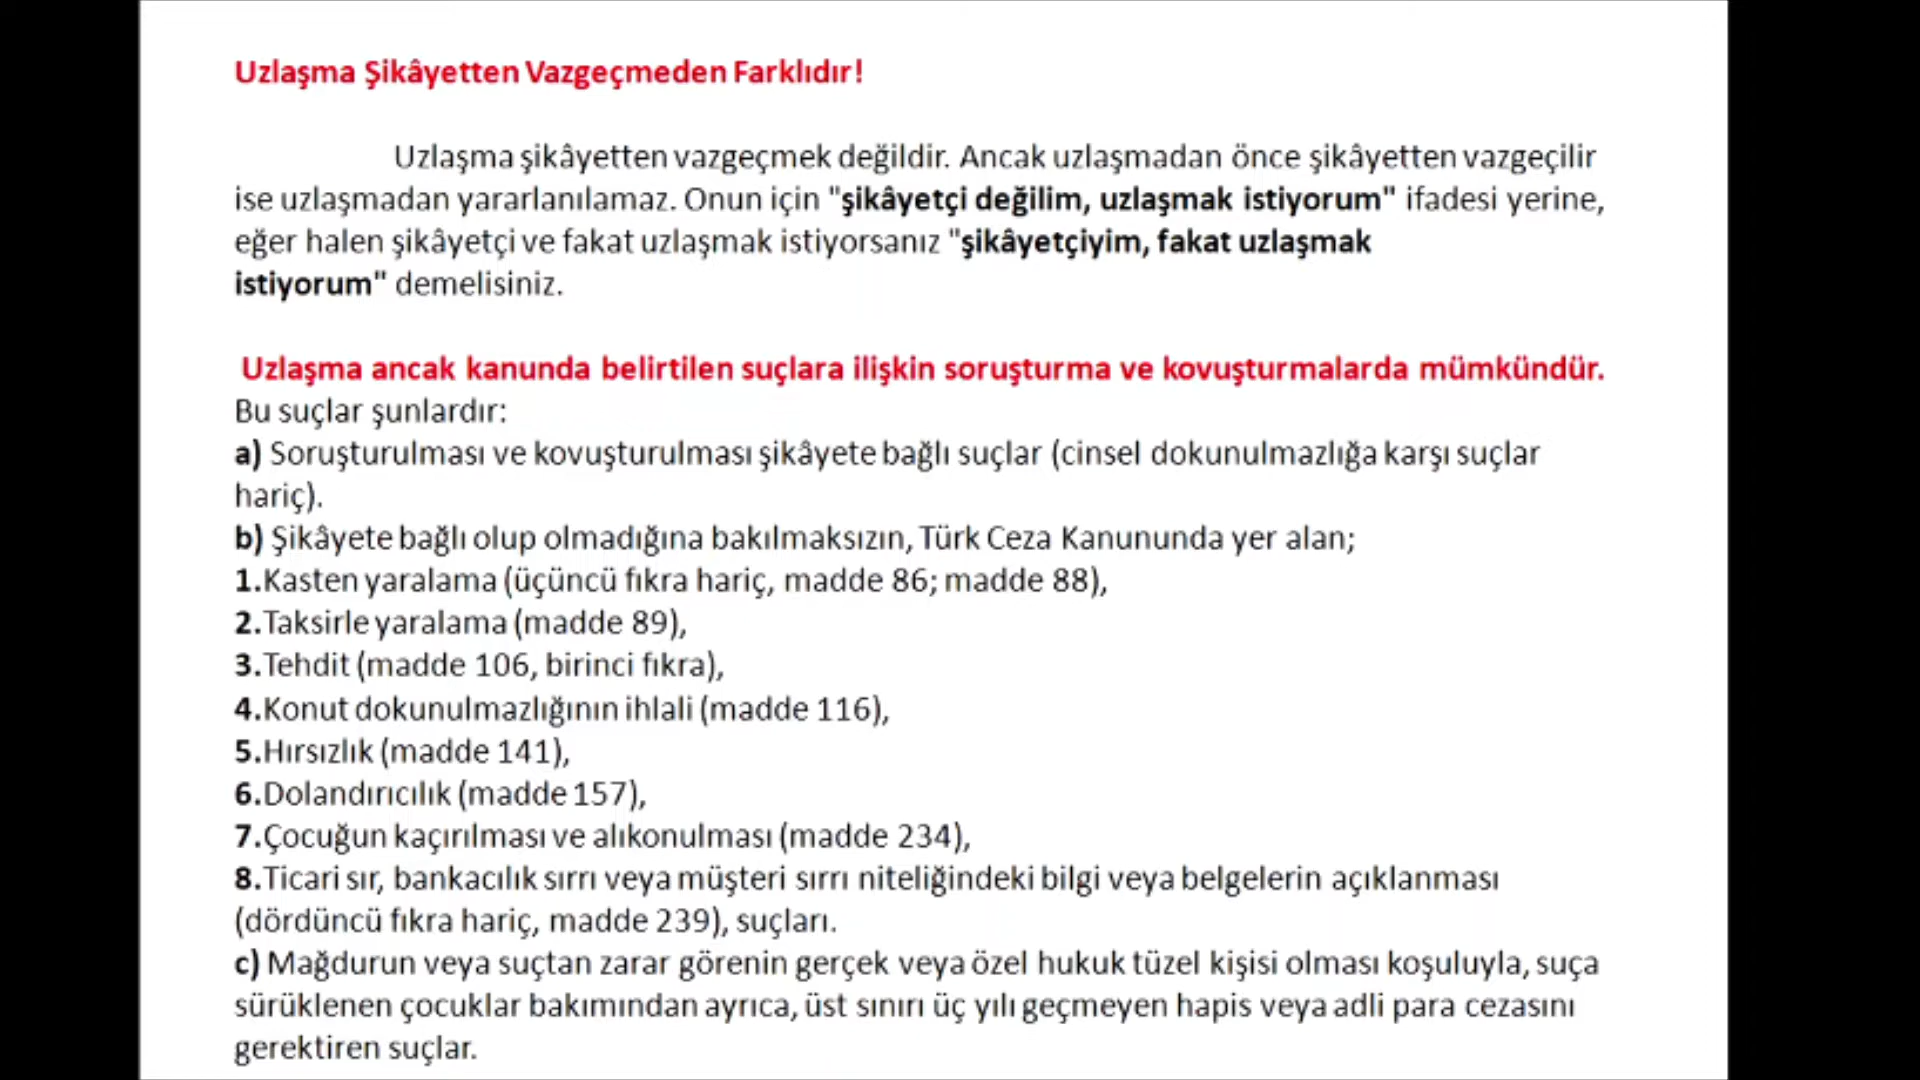 Uzlaşma Şikâyetten Vazgeçmeden Farklıdır!
Uzlaşma şikâyetten vazgeçmek değildir. Ancak uzlaşmadan önce şikâyetten vazgeçilir
ise uzlaşmadan yararlanılamaz. Onun için "şikâyetçi değilim, uzlaşmak istiyorum" ifadesi yerine,
eğer halen şikâyetçi ve fakat uzlaşmak istiyorsanız "şikâyetçiyim, fakat uzlaşmak
istiyorum" demelisiniz.
Uzlaşma ancak kanunda belirtilen suçlara ilişkin soruşturma ve kovuşturmalarda mümkündür.
Bu suçlar şunlardır:
a) Soruşturulması ve kovuşturulması şikâyete bağlı suçlar (cinsel dokunulmazlığa karşı suçlar
hariç).
b) Şikâyete bağlı olup olmadığına bakılmaksızın, Türk Ceza Kanununda yer alan;
1.Kasten yaralama (üçüncü fıkra hariç, madde 86; madde 88),
2.Taksirle yaralama (madde 89),
3.Tehdit (madde 106, birinci fıkra),
4.Konut dokunulmazlığının ihlali (madde 116),
5.Hırsızlık (madde 141),
6.Dolandırıcılık (madde 157),
7.Çocuğun kaçırılması ve alıkonulması (madde 234),
8.Ticari sır, bankacılık sırrı veya müşteri sırrı niteliğindeki bilgi veya belgelerin açıklanması
(dördüncü fıkra hariç, madde 239), suçları.
c) Mağdurun veya suçtan zarar görenin gerçek veya özel hukuk tüzel kişisi olması koşuluyla, suça
sürüklenen çocuklar bakımından ayrıca, üst sınırı üç yılı geçmeyen hapis veya adli para cezasını
gerektiren suçlar.